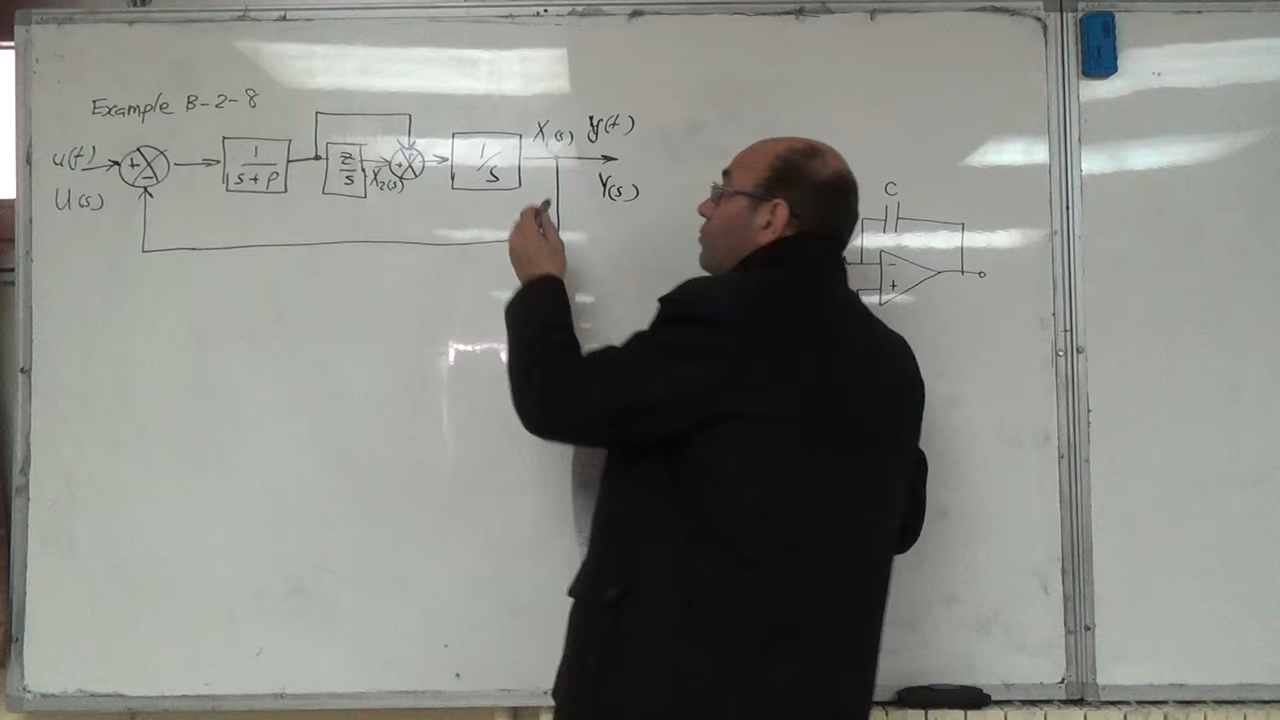 Example B-2-8
u(t)
U(s)
+
−
1/(s+p)
z/s
X2(s)
+
1/s
X(s) y(t)
Y(s)
C
−
+